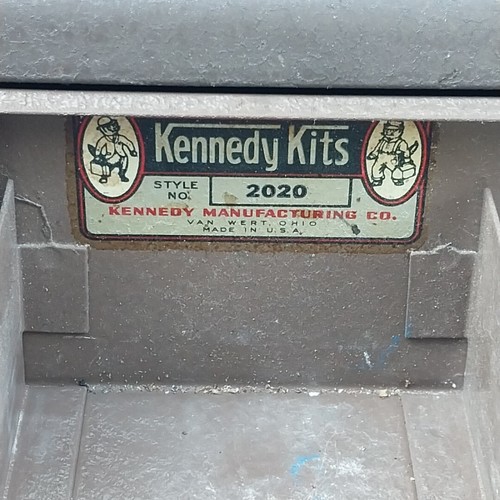 Kennedy Kits
STYLE
NO. 2020
KENNEDY MANUFACTURING CO.
VAN WERT, OHIO
MADE IN U.S.A.